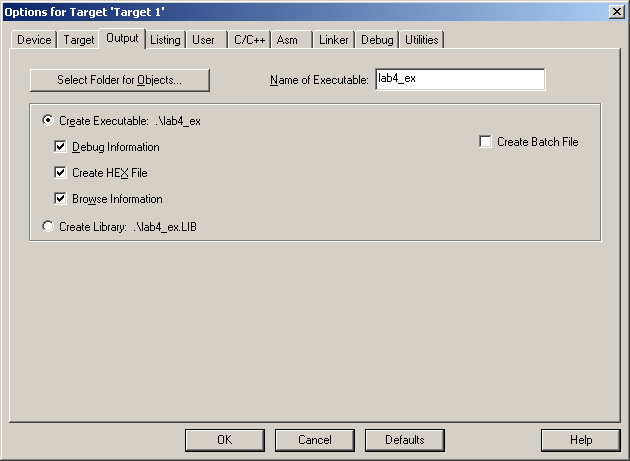 Options for Target 'Target 1'
Device Target Output Listing User C/C++ Asm Linker Debug Utilities
Select Folder for Objects... Name of Executable: lab4_ex
Create Executable: .\lab4_ex
Debug Information Create Batch File
Create HEX File
Browse Information
Create Library: .\lab4_ex.LIB
OK Cancel Defaults Help